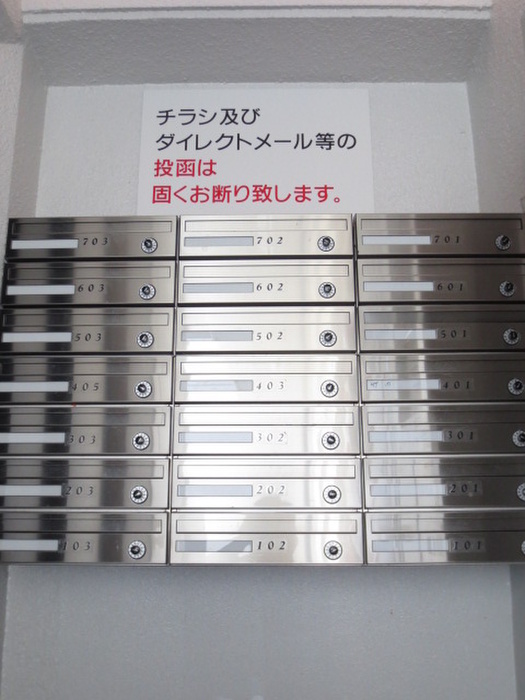 チラシ及び
ダイレクトメール等の
投函は
固くお断り致します。
703 702 701
603 602 601
503 502 501
405 403 401
303 302 301
203 202 201
103 102 101